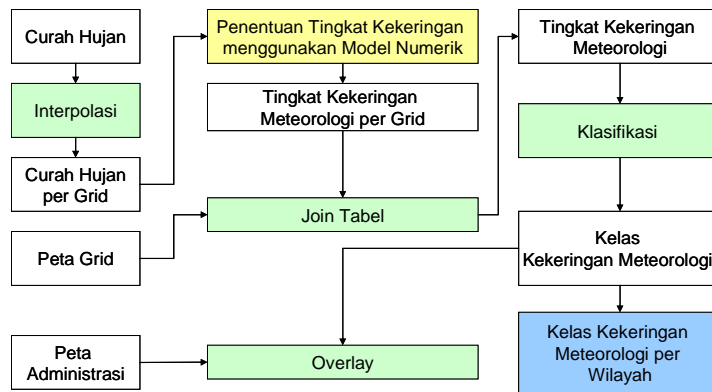 Curah Hujan
Interpolasi
Curah Hujan
per Grid
Peta Grid
Peta
Administrasi
Penentuan Tingkat Kekeringan
menggunakan Model Numerik
Tingkat Kekeringan
Meteorologi per Grid
Join Tabel
Overlay
Tingkat Kekeringan
Meteorologi
Klasifikasi
Kelas
Kekeringan Meteorologi
Kelas Kekeringan
Meteorologi per
Wilayah